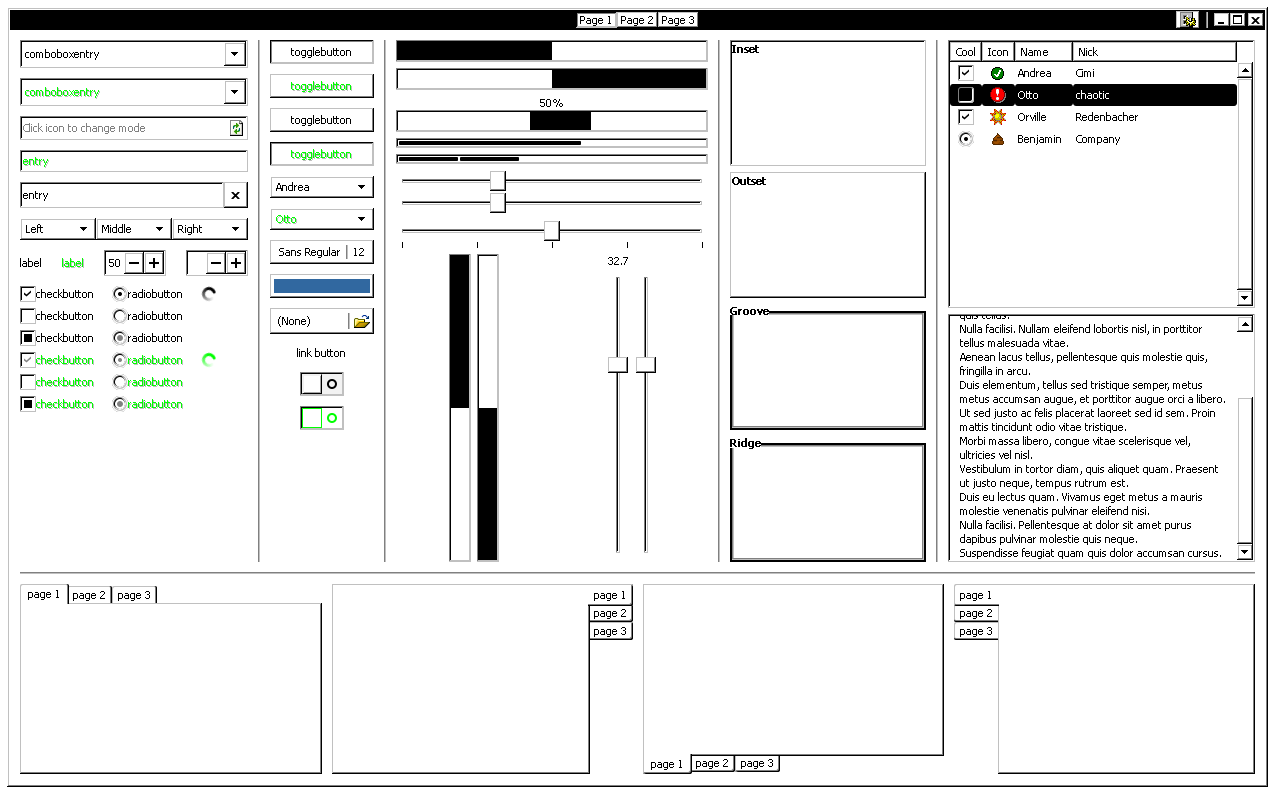 Page 1 Page 2 Page 3
comboboxentry
comboboxentry
Click icon to change mode
entry
entry
Left Middle Right
label label 50
checkbutton radiobutton
checkbutton radiobutton
checkbutton radiobutton
checkbutton radiobutton
checkbutton radiobutton
checkbutton radiobutton
togglebutton
togglebutton
togglebutton
togglebutton
Andrea
Otto
Sans Regular 12
(None)
link button
50%
32.7
Inset
Outset
Groove
Ridge
Cool Icon Name Nick
Andrea Cimi
Otto chaotic
Orville Redenbacher
Benjamin Company
quis tellus.
Nulla facilisi. Nullam eleifend lobortis nisl, in porttitor
tellus malesuada vitae.
Aenean lacus tellus, pellentesque quis molestie quis,
fringilla in arcu.
Duis elementum, tellus sed tristique semper, metus
metus accumsan augue, et porttitor augue orci a libero.
Ut sed justo ac felis placerat laoreet sed id sem. Proin
mattis tincidunt odio vitae tristique.
Morbi massa libero, congue vitae scelerisque vel,
ultricies vel nisl.
Vestibulum in tortor diam, quis aliquet quam. Praesent
ut justo neque, tempus rutrum est.
Duis eu lectus quam. Vivamus eget metus a mauris
molestie venenatis pulvinar eleifend nisi.
Nulla facilisi. Pellentesque at dolor sit amet purus
dapibus pulvinar molestie quis neque.
Suspendisse feugiat quam quis dolor accumsan cursus.
page 1 page 2 page 3
page 1
page 2
page 3
page 1 page 2 page 3
page 1
page 2
page 3